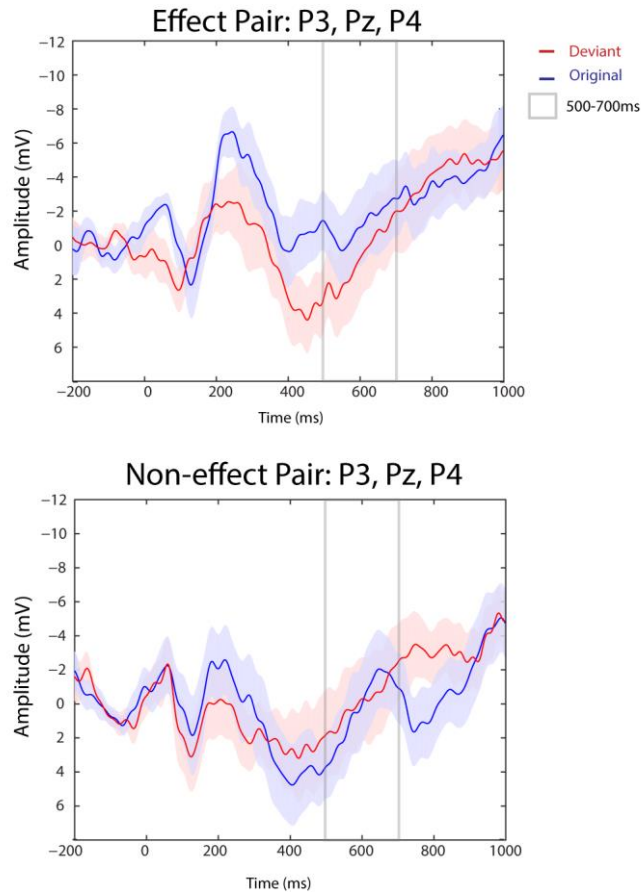 Effect Pair: P3, Pz, P4
Deviant
Original
500-700ms
Amplitude (mV)
−12
−10
−8
−6
−4
−2
0
2
4
6
−200 0 200 400 600 800 1000
Time (ms)
Non-effect Pair: P3, Pz, P4
Amplitude (mV)
−12
−10
−8
−6
−4
−2
0
2
4
6
−200 0 200 400 600 800 1000
Time (ms)